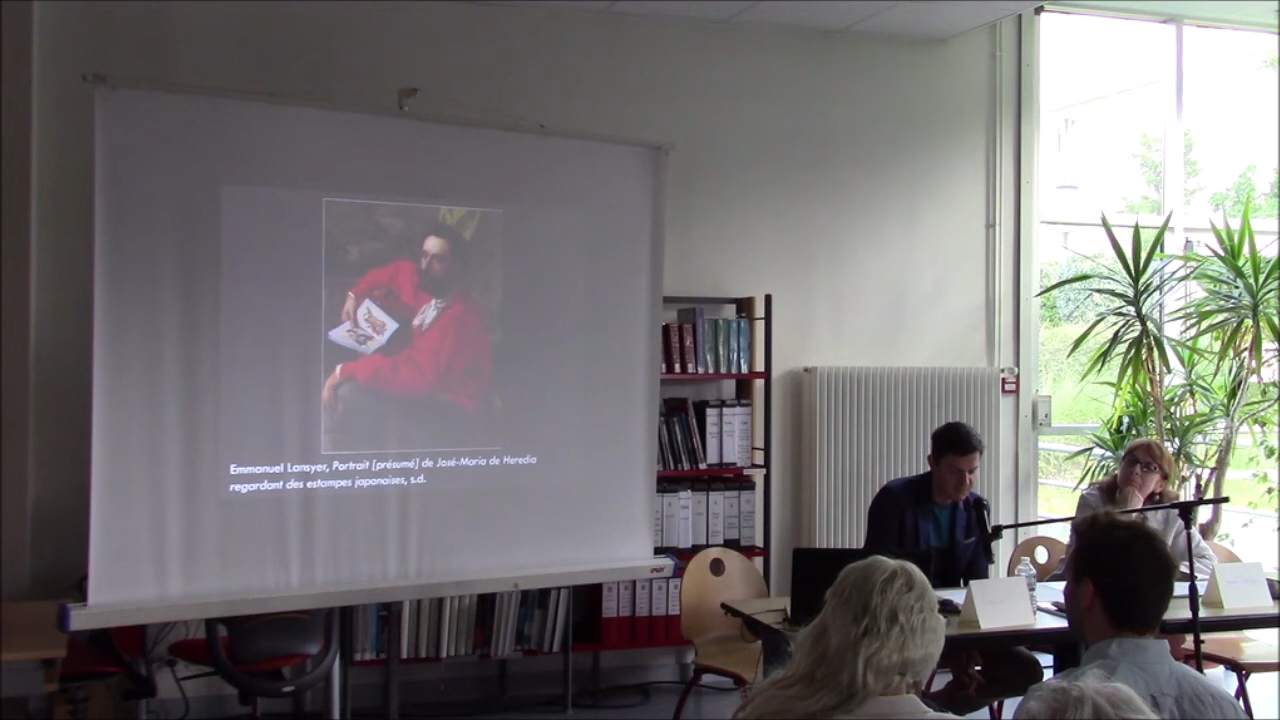 Emmanuel Lansyer, Portrait [présumé] de José-Maria de Heredia
regardant des estampes japonaises, s.d.